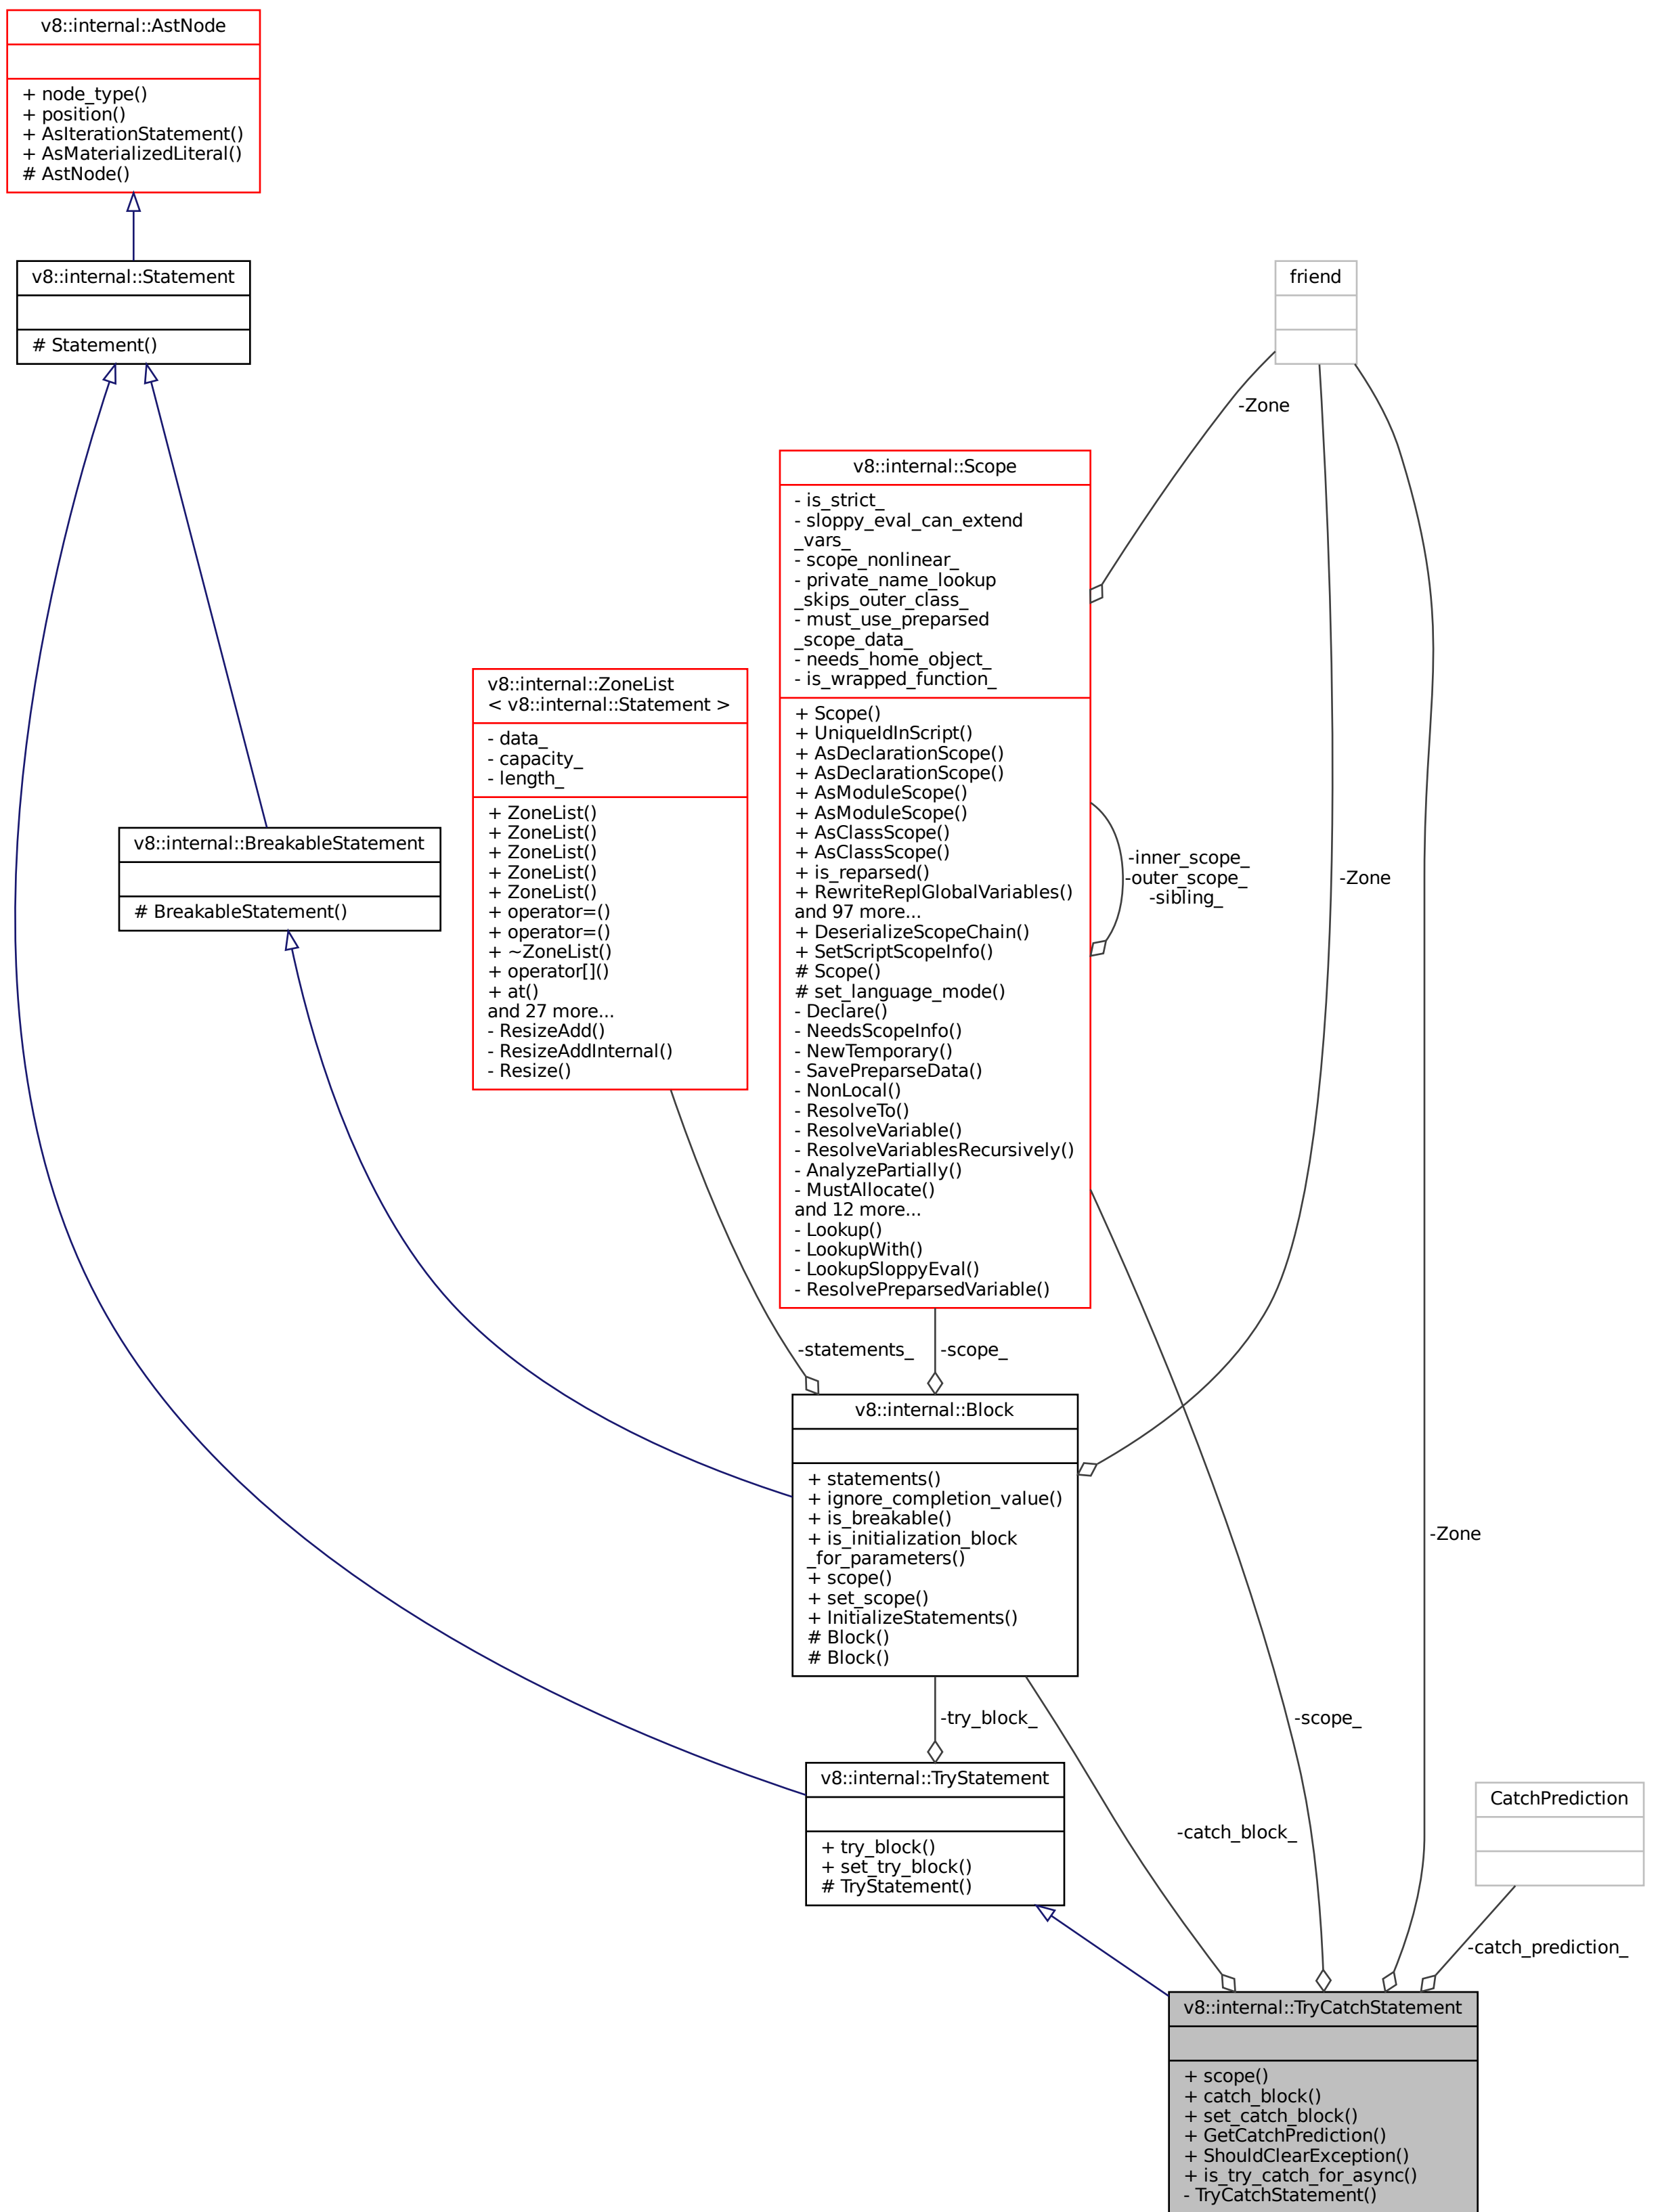 v8::internal::AstNode
+ node_type()
+ position()
+ AsIterationStatement()
+ AsMaterializedLiteral()
# AstNode()
v8::internal::Statement
# Statement()
friend
-Zone
v8::internal::Scope
- is_strict_
- sloppy_eval_can_extend
_vars_
- scope_nonlinear_
- private_name_lookup
_skips_outer_class_
- must_use_preparsed
_scope_data_
- needs_home_object_
- is_wrapped_function_
+ Scope()
+ UniqueIdInScript()
+ AsDeclarationScope()
+ AsDeclarationScope()
+ AsModuleScope()
+ AsModuleScope()
+ AsClassScope()
+ AsClassScope()
+ is_reparsed()
+ RewriteReplGlobalVariables()
and 97 more...
+ DeserializeScopeChain()
+ SetScriptScopeInfo()
# Scope()
# set_language_mode()
- Declare()
- NeedsScopeInfo()
- NewTemporary()
- SavePreparseData()
- NonLocal()
- ResolveTo()
- ResolveVariable()
- ResolveVariablesRecursively()
- AnalyzePartially()
- MustAllocate()
and 12 more...
- Lookup()
- LookupWith()
- LookupSloppyEval()
- ResolvePreparsedVariable()
v8::internal::ZoneList
< v8::internal::Statement >
- data_
- capacity_
- length_
+ ZoneList()
+ ZoneList()
+ ZoneList()
+ ZoneList()
+ ZoneList()
+ operator=()
+ operator=()
+ ~ZoneList()
+ operator[]()
+ at()
and 27 more...
- ResizeAdd()
- ResizeAddInternal()
- Resize()
v8::internal::BreakableStatement
# BreakableStatement()
-inner_scope_
-outer_scope_
-sibling_
-Zone
-statements_
-scope_
v8::internal::Block
+ statements()
+ ignore_completion_value()
+ is_breakable()
+ is_initialization_block
_for_parameters()
+ scope()
+ set_scope()
+ InitializeStatements()
# Block()
# Block()
-Zone
-try_block_
-scope_
v8::internal::TryStatement
+ try_block()
+ set_try_block()
# TryStatement()
-catch_block_
CatchPrediction
-catch_prediction_
v8::internal::TryCatchStatement
+ scope()
+ catch_block()
+ set_catch_block()
+ GetCatchPrediction()
+ ShouldClearException()
+ is_try_catch_for_async()
- TryCatchStatement()